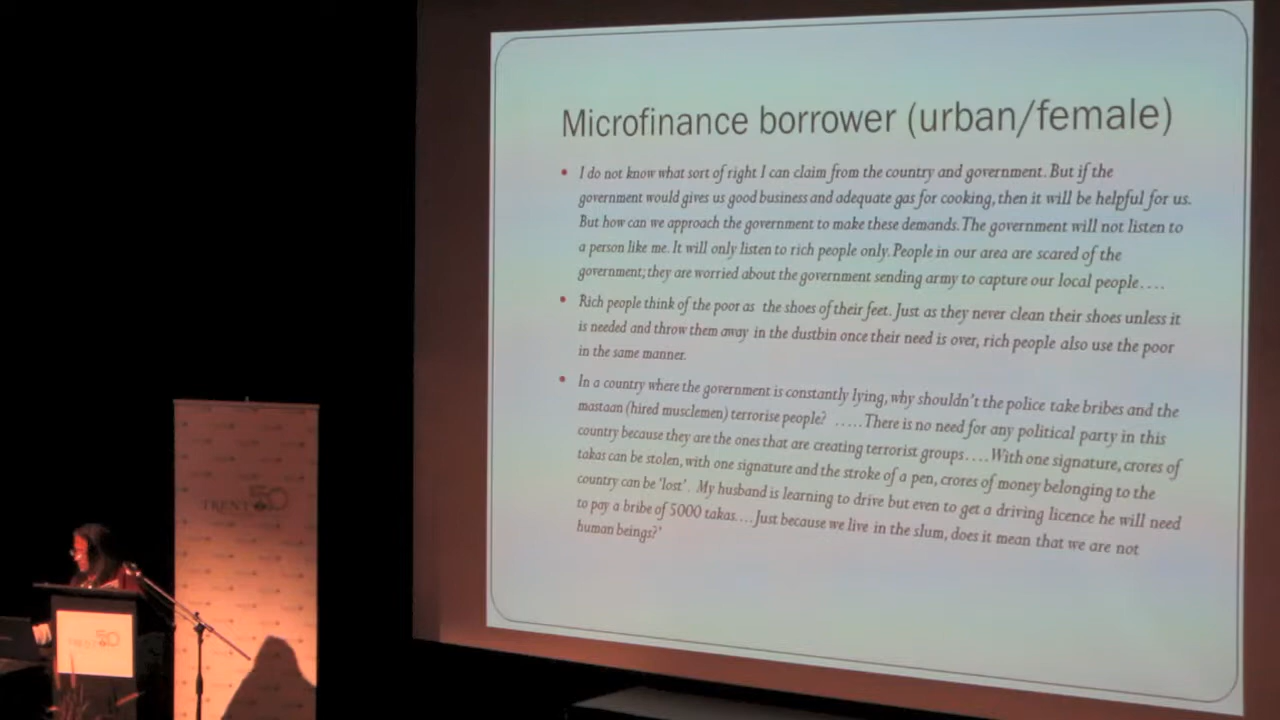 Microfinance borrower (urban/female)
• I do not know what sort of right I can claim from the country and government. But if the
government would gives us good business and adequate gas for cooking, then it will be helpful for us.
But how can we approach the government to make these demands. The government will not listen to
a person like me. It will only listen to rich people only. People in our area are scared of the
government; they are worried about the government sending army to capture our local people….
• Rich people think of the poor as the shoes of their feet. Just as they never clean their shoes unless it
is needed and throw them away in the dustbin once their need is over, rich people also use the poor
in the same manner.
• In a country where the government is constantly lying, why shouldn't the police take bribes and the
mastaan (hired musclemen) terrorise people? …..There is no need for any political party in this
country because they are the ones that are creating terrorist groups….With one signature, crores of
takas can be stolen, with one signature and the stroke of a pen, crores of money belonging to the
country can be 'lost'. My husband is learning to drive but even to get a driving licence he will need
to pay a bribe of 5000 takas….Just because we live in the slum, does it mean that we are not
human beings?'
TRENT 50
TRENT 50